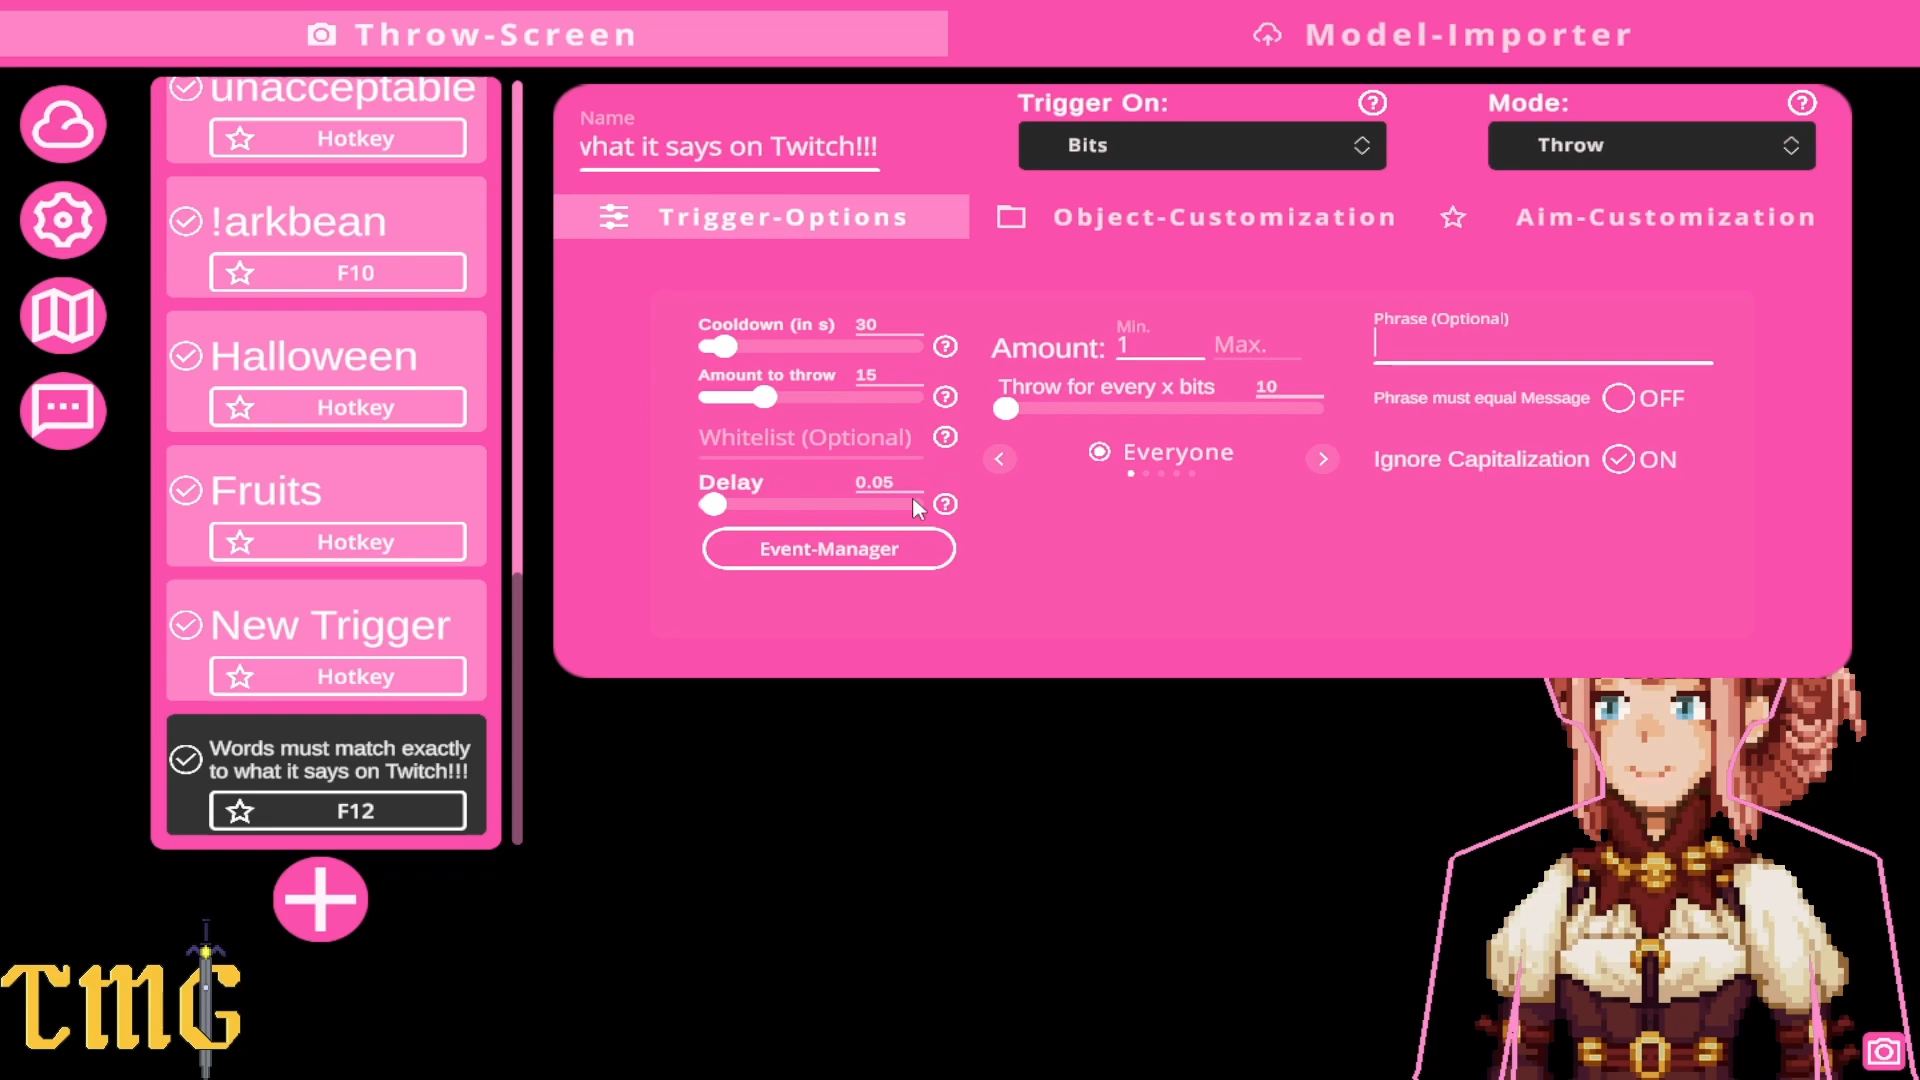 Throw-Screen
Model-Importer
unacceptable
Hotkey
!arkbean
F10
Halloween
Hotkey
Fruits
Hotkey
New Trigger
Hotkey
Words must match exactly
to what it says on Twitch!!!
F12
Name
what it says on Twitch!!!
Trigger On:
?
Bits
Mode:
?
Throw
Trigger-Options
Object-Customization
Aim-Customization
Cooldown (in s) 30
?
Amount to throw 15
?
Whitelist (Optional)
?
Delay 0.05
?
Event-Manager
Amount:
Min.
1
Max.
Throw for every x bits 10
Everyone
Phrase (Optional)
Phrase must equal Message OFF
Ignore Capitalization ON
TMG